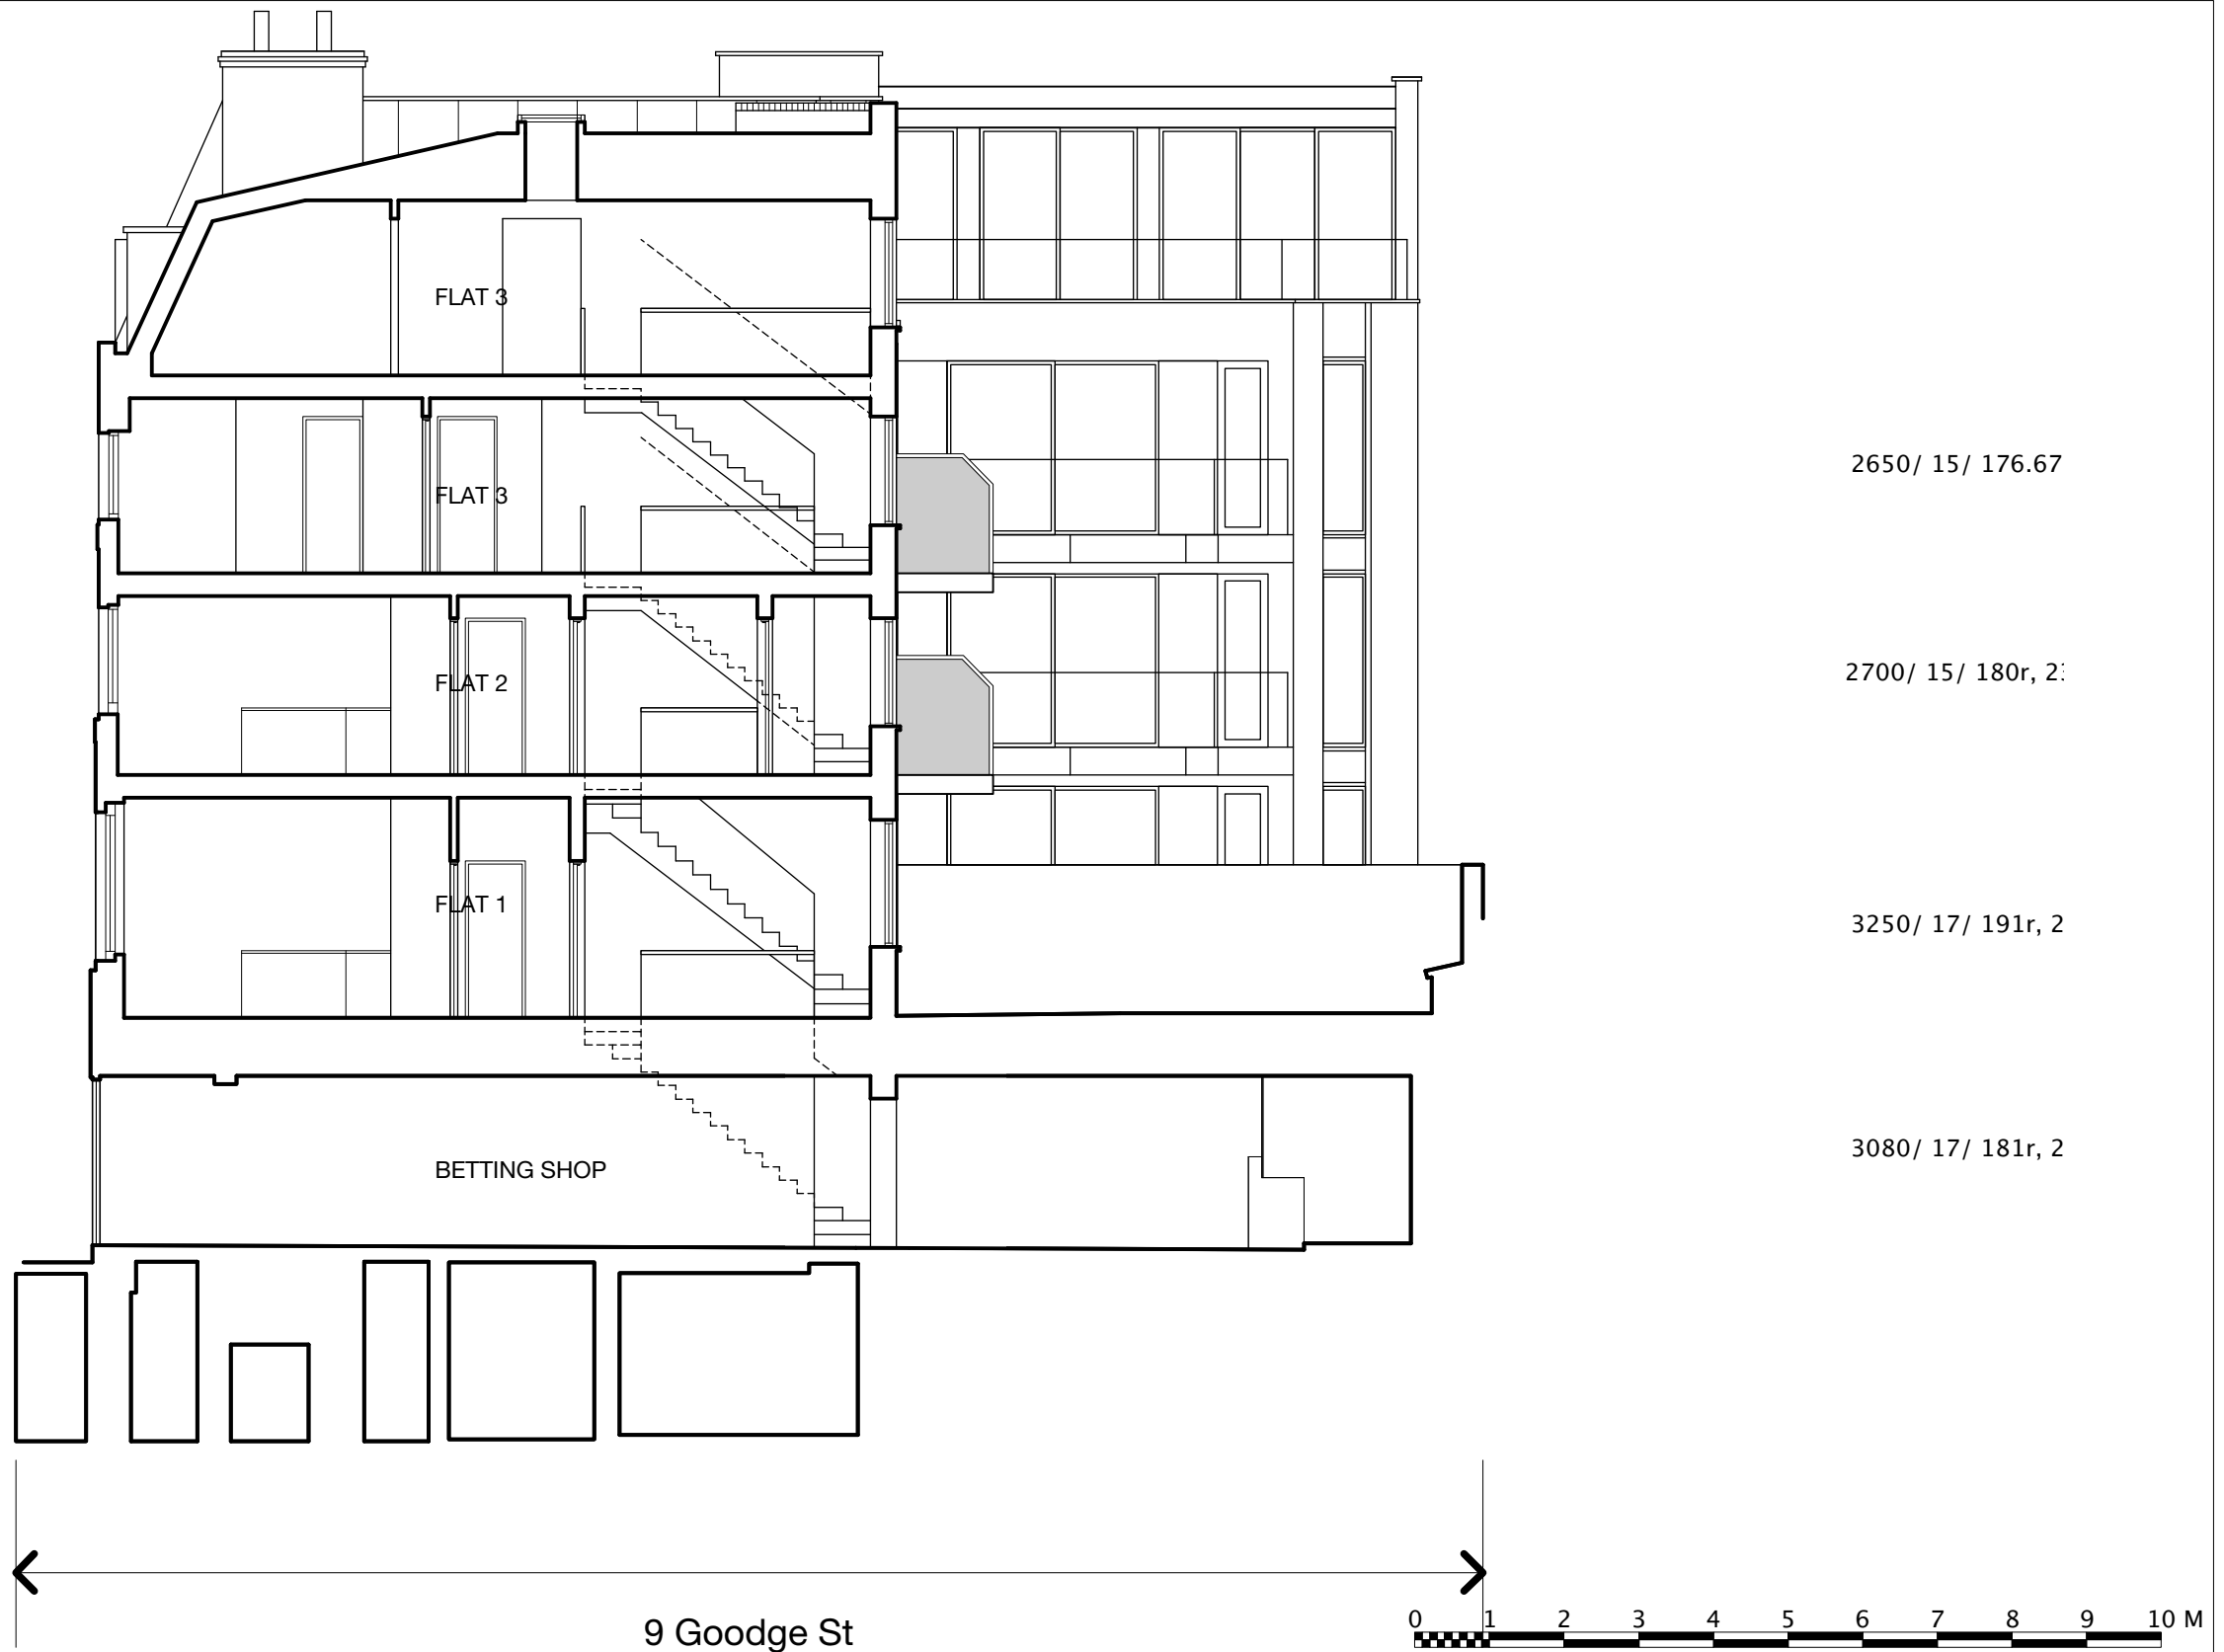 FLAT 3
2650/ 15/ 176.67
FLAT 3
2700/ 15/ 180r,
FLAT 2
3250/ 17/ 191r, 2
FLAT 1
3080/ 17/ 181r, 2
BETTING SHOP
9 Goodge St
0 1 2 3 4 5 6 7 8 9 10 M